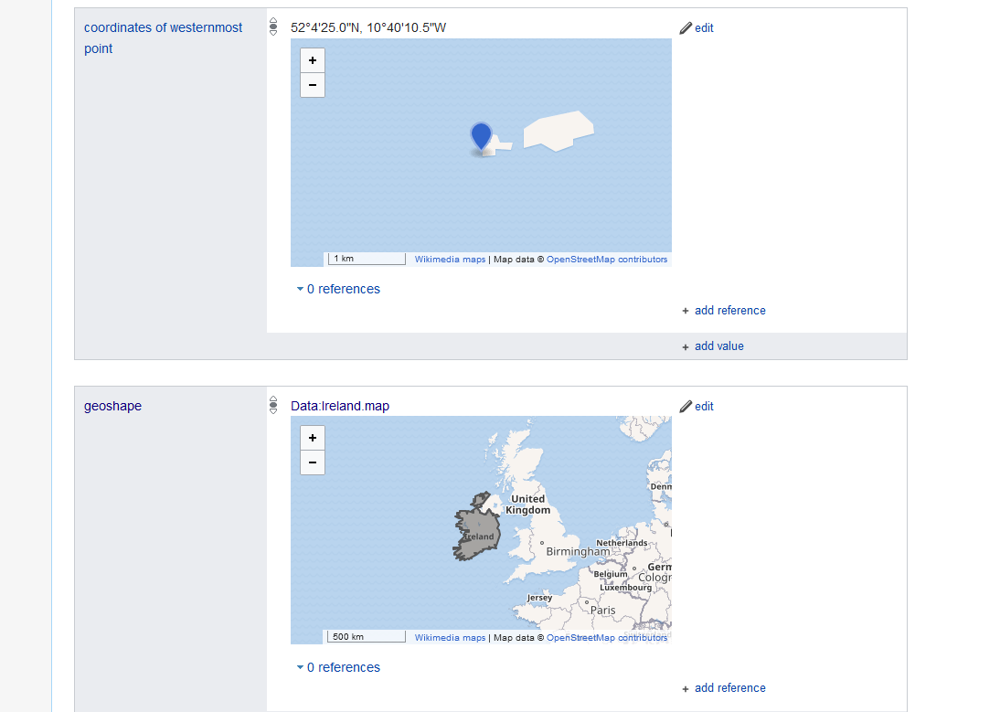 coordinates of westernmost
point
52°4'25.0"N, 10°40'10.5"W
edit
+
−
1 km
Wikimedia maps | Map data © OpenStreetMap contributors
0 references
+ add reference
+ add value
geoshape
Data:Ireland.map
edit
+
−
Denm
United
Kingdom
Ireland
Netherlands
Birmingham
Germ
Belgium
Cologn
Luxembourg
Jersey
Paris
500 km
Wikimedia maps | Map data © OpenStreetMap contributors
0 references
+ add reference